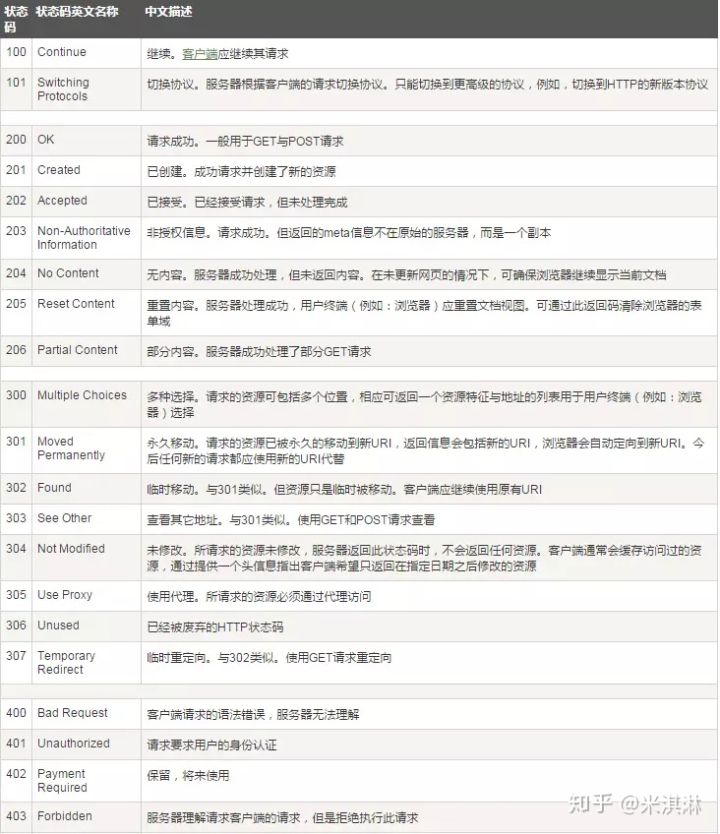 状态码 状态码英文名称 中文描述
100 Continue 继续。客户端应继续其请求
101 Switching Protocols 切换协议。服务器根据客户端的请求切换协议。只能切换到更高级的协议，例如，切换到HTTP的新版本协议
200 OK 请求成功。一般用于GET与POST请求
201 Created 已创建。成功请求并创建了新的资源
202 Accepted 已接受。已经接受请求，但未处理完成
203 Non-Authoritative Information 非授权信息。请求成功。但返回的meta信息不在原始的服务器，而是一个副本
204 No Content 无内容。服务器成功处理，但未返回内容。在未更新网页的情况下，可确保浏览器继续显示当前文档
205 Reset Content 重置内容。服务器处理成功，用户终端（例如：浏览器）应重置文档视图。可通过此返回码清除浏览器的表
单域
206 Partial Content 部分内容。服务器成功处理了部分GET请求
300 Multiple Choices 多种选择。请求的资源可包括多个位置，相应可返回一个资源特征与地址的列表用于用户终端（例如：浏览
器）选择
301 Moved Permanently 永久移动。请求的资源已被永久的移动到新URI，返回信息会包括新的URI，浏览器会自动定向到新URI。今
后任何新的请求都应使用新的URI代替
302 Found 临时移动。与301类似。但资源只是临时被移动。客户端应继续使用原有URI
303 See Other 查看其它地址。与301类似。使用GET和POST请求查看
304 Not Modified 未修改。所请求的资源未修改，服务器返回此状态码时，不会返回任何资源。客户端通常会缓存访问过的资
源，通过提供一个头信息指出客户端希望只返回在指定日期之后修改的资源
305 Use Proxy 使用代理。所请求的资源必须通过代理访问
306 Unused 已经被废弃的HTTP状态码
307 Temporary Redirect 临时重定向。与302类似。使用GET请求重定向
400 Bad Request 客户端请求的语法错误，服务器无法理解
401 Unauthorized 请求要求用户的身份认证
402 Payment Required 保留，将来使用
403 Forbidden 服务器理解请求客户端的请求，但是拒绝执行此请求
知乎 @米淇淋